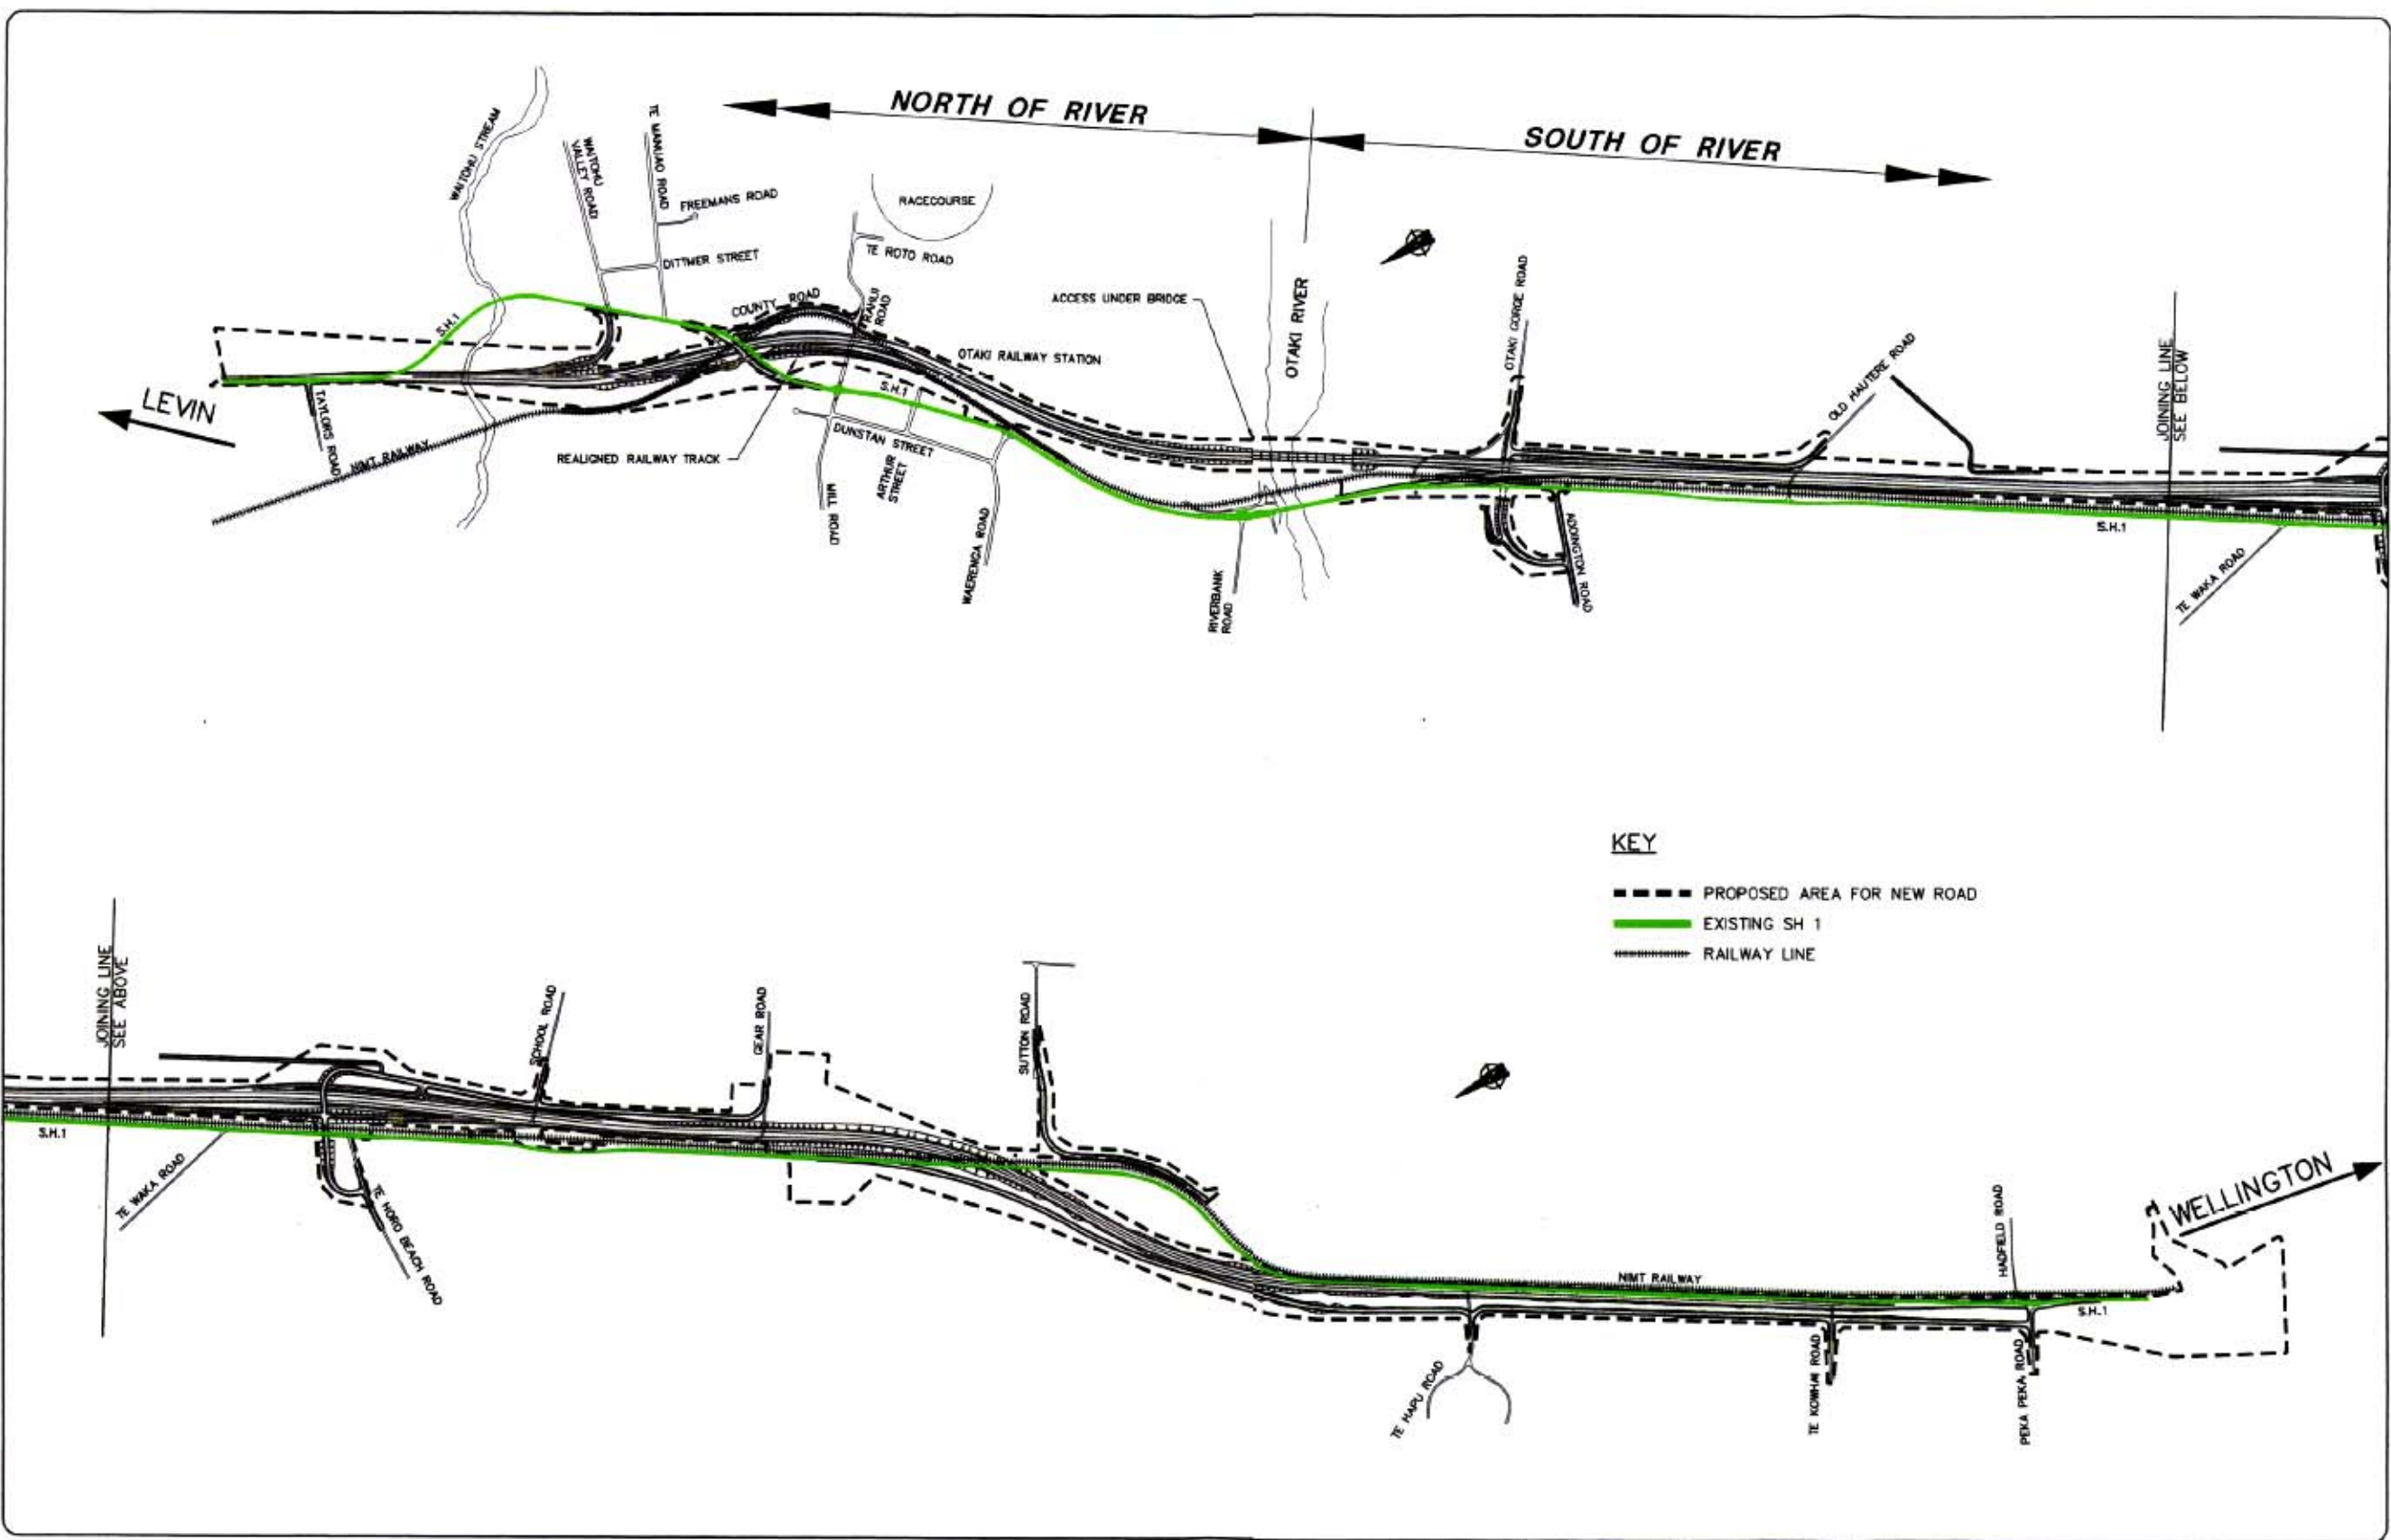 NORTH OF RIVER
SOUTH OF RIVER
WAITOHU STREAM
WAITOHU
VALLEY ROAD
TE MANUAO ROAD
FREEMANS ROAD
DITTMER STREET
RACECOURSE
TE ROTO ROAD
COUNTY ROAD
RAHUI
ROAD
ACCESS UNDER BRIDGE
OTAKI RIVER
OTAKI GORGE ROAD
OTAKI RAILWAY STATION
OLD HAUTERE ROAD
JOINING LINE
SEE BELOW
S.H.1
S.H.1
S.H.1
LEVIN
TAYLORS ROAD
NIMT RAILWAY
REALIGNED RAILWAY TRACK
DUNSTAN STREET
ARTHUR
STREET
MILL ROAD
WAERENGA ROAD
RIVERBANK
ROAD
ADDINGTON ROAD
TE WAKA ROAD
KEY
PROPOSED AREA FOR NEW ROAD
EXISTING SH 1
RAILWAY LINE
JOINING LINE
SEE ABOVE
SCHOOL ROAD
GEAR ROAD
SUTTON ROAD
S.H.1
TE WAKA ROAD
TE HORO BEACH ROAD
NIMT RAILWAY
HADFIELD ROAD
WELLINGTON
S.H.1
TE HAPU ROAD
TE KOWHAI ROAD
PEKA PEKA ROAD